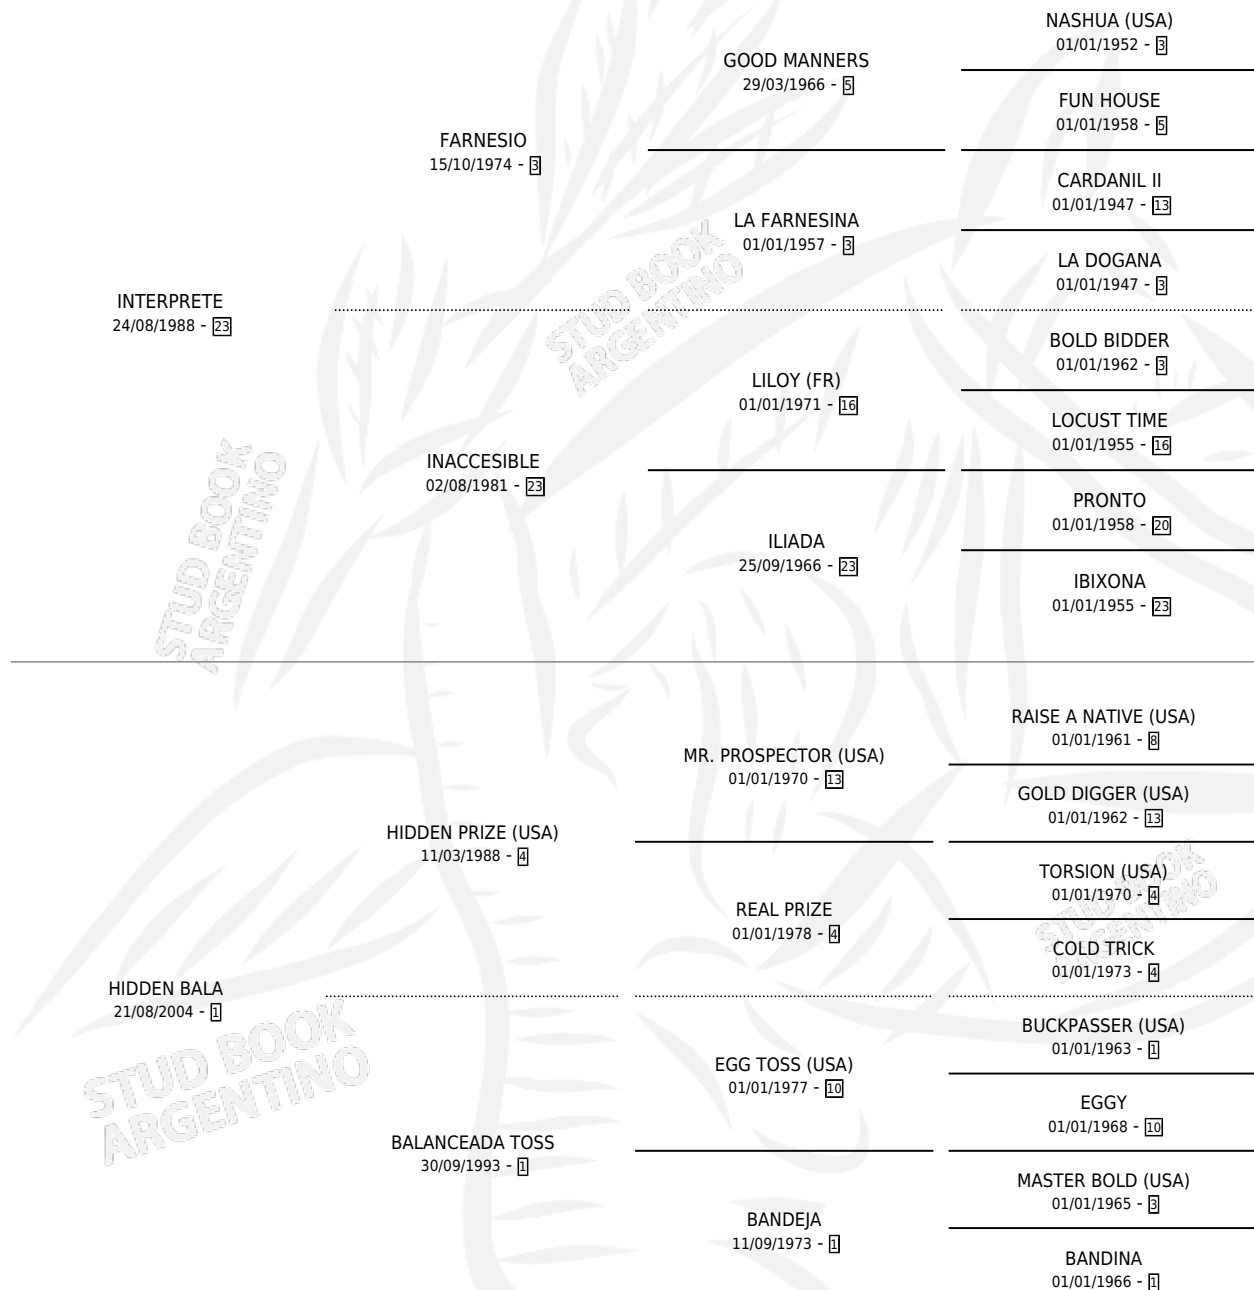 NASHUA (USA)
01/01/1952 - 3
GOOD MANNERS
29/03/1966 - 5
FUN HOUSE
01/01/1958 - 5
FARNESIO
15/10/1974 - 3
CARDANIL II
01/01/1947 - 13
LA FARNESINA
01/01/1957 - 3
LA DOGANA
01/01/1947 - 3
INTERPRETE
24/08/1988 - 23
BOLD BIDDER
01/01/1962 - 3
LILOY (FR)
01/01/1971 - 16
LOCUST TIME
01/01/1955 - 16
INACCESIBLE
02/08/1981 - 23
PRONTO
01/01/1958 - 20
ILIADA
25/09/1966 - 23
IBIXONA
01/01/1955 - 23
RAISE A NATIVE (USA)
01/01/1961 - 8
MR. PROSPECTOR (USA)
01/01/1970 - 13
GOLD DIGGER (USA)
01/01/1962 - 13
HIDDEN PRIZE (USA)
11/03/1988 - 4
TORSION (USA)
01/01/1970 - 4
REAL PRIZE
01/01/1978 - 4
COLD TRICK
01/01/1973 - 4
HIDDEN BALA
21/08/2004 - 1
BUCKPASSER (USA)
01/01/1963 - 1
EGG TOSS (USA)
01/01/1977 - 10
EGGY
01/01/1968 - 10
BALANCEADA TOSS
30/09/1993 - 1
MASTER BOLD (USA)
01/01/1965 - 3
BANDEJA
11/09/1973 - 1
BANDINA
01/01/1966 - 1
STUD BOOK
ARGENTINO
STUD BOOK
ARGENTINO
STUD BOOK
ARGENTINO
STUD BOOK
ARGENTINO